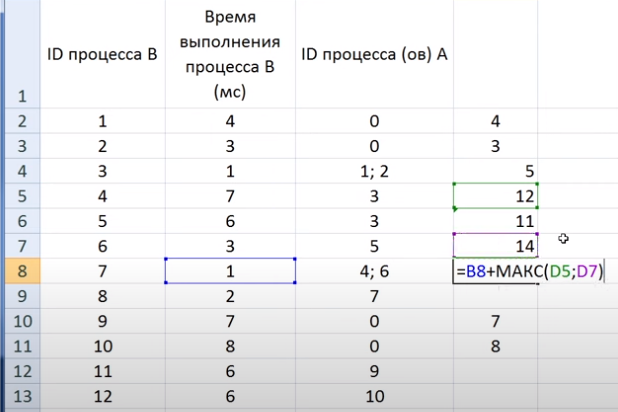 ID процесса B Время выполнения процесса B (мс) ID процесса (ов) A
1
2 1 4 0 4
3 2 3 0 3
4 3 1 1; 2 5
5 4 7 3 12
6 5 6 3 11
7 6 3 5 14
8 7 1 4; 6 =B8+МАКС(D5;D7)
9 8 2 7
10 9 7 0 7
11 10 8 0 8
12 11 6 9
13 12 6 10